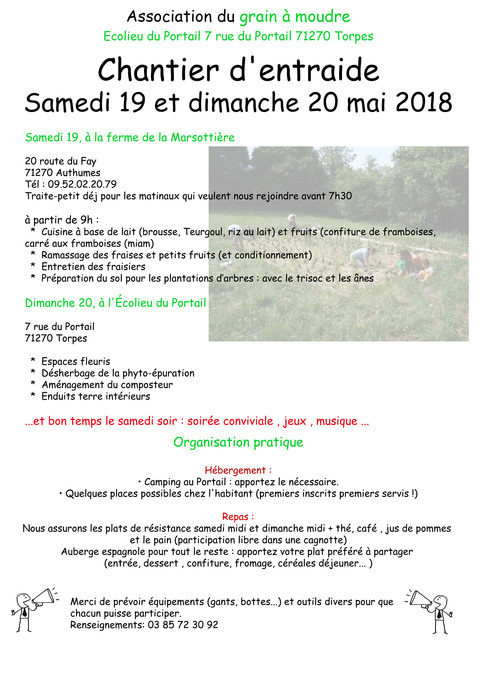 Association du grain à moudre
Ecolieu du Portail 7 rue du Portail 71270 Torpes
Chantier d'entraide
Samedi 19 et dimanche 20 mai 2018
Samedi 19, à la ferme de la Marsottière
20 route du Fay
71270 Authumes
Tél : 09.52.02.20.79
Traite-petit déj pour les matinaux qui veulent nous rejoindre avant 7h30
à partir de 9h :
* Cuisine à base de lait (brousse, Teurgoul, riz au lait) et fruits (confiture de framboises,
carré aux framboises (miam)
* Ramassage des fraises et petits fruits (et conditionnement)
* Entretien des fraisiers
* Préparation du sol pour les plantations d'arbres : avec le trisoc et les ânes
Dimanche 20, à l'Écolieu du Portail
7 rue du Portail
71270 Torpes
* Espaces fleuris
* Désherbage de la phyto-épuration
* Aménagement du composteur
* Enduits terre intérieurs
...et bon temps le samedi soir : soirée conviviale , jeux , musique ...
Organisation pratique
Hébergement :
• Camping au Portail : apportez le nécessaire.
• Quelques places possibles chez l'habitant (premiers inscrits premiers servis !)
Repas :
Nous assurons les plats de résistance samedi midi et dimanche midi + thé, café , jus de pommes
et le pain (participation libre dans une cagnotte)
Auberge espagnole pour tout le reste : apportez votre plat préféré à partager
(entrée, dessert , confiture, fromage, céréales déjeuner... )
Merci de prévoir équipements (gants, bottes...) et outils divers pour que
chacun puisse participer.
Renseignements: 03 85 72 30 92